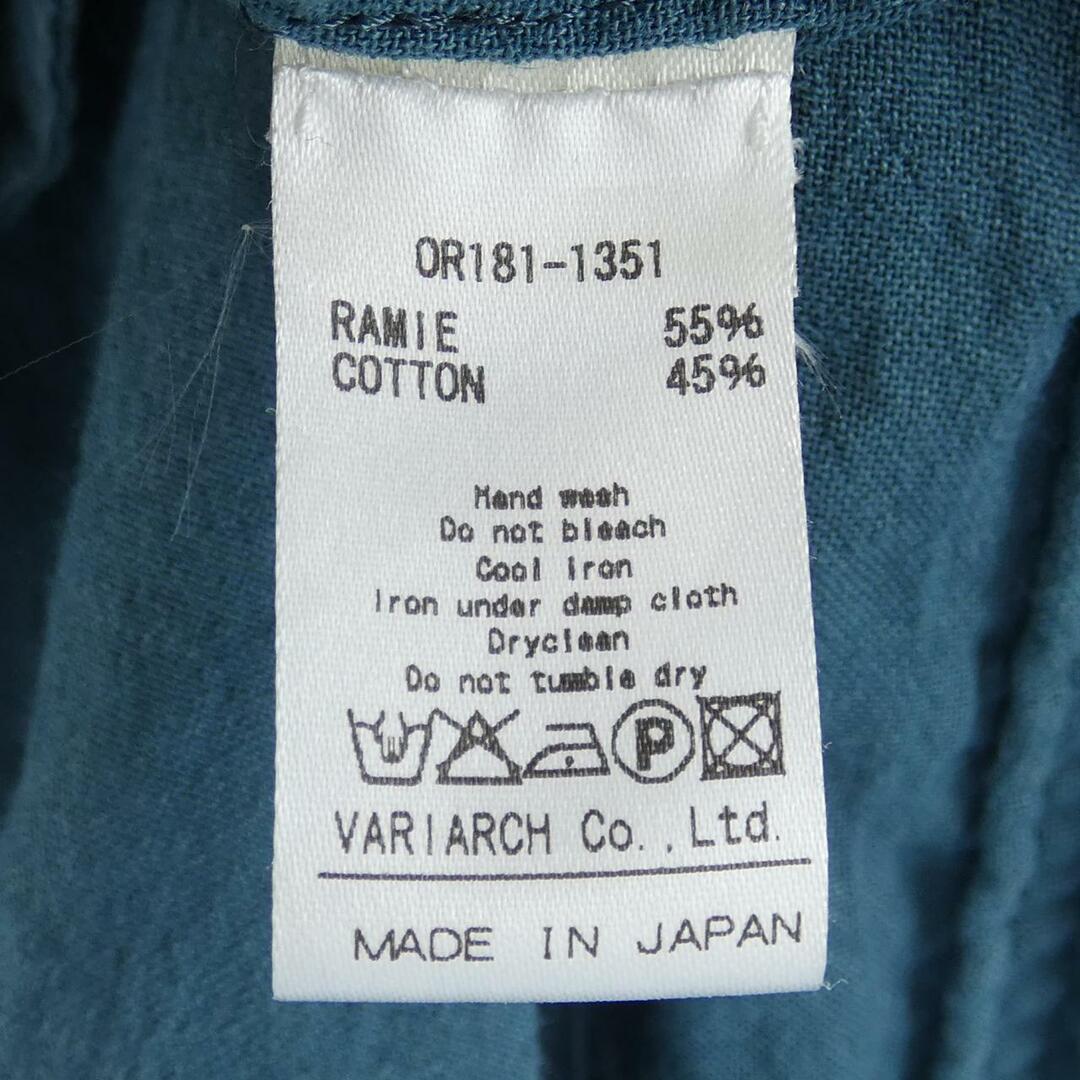 OR181-1351
RAMIE 55%
COTTON 45%
Hand wash
Do not bleach
Cool iron
Iron under damp cloth
Dryclean
Do not tumble dry
P
VARIARCH Co.,Ltd.
MADE IN JAPAN